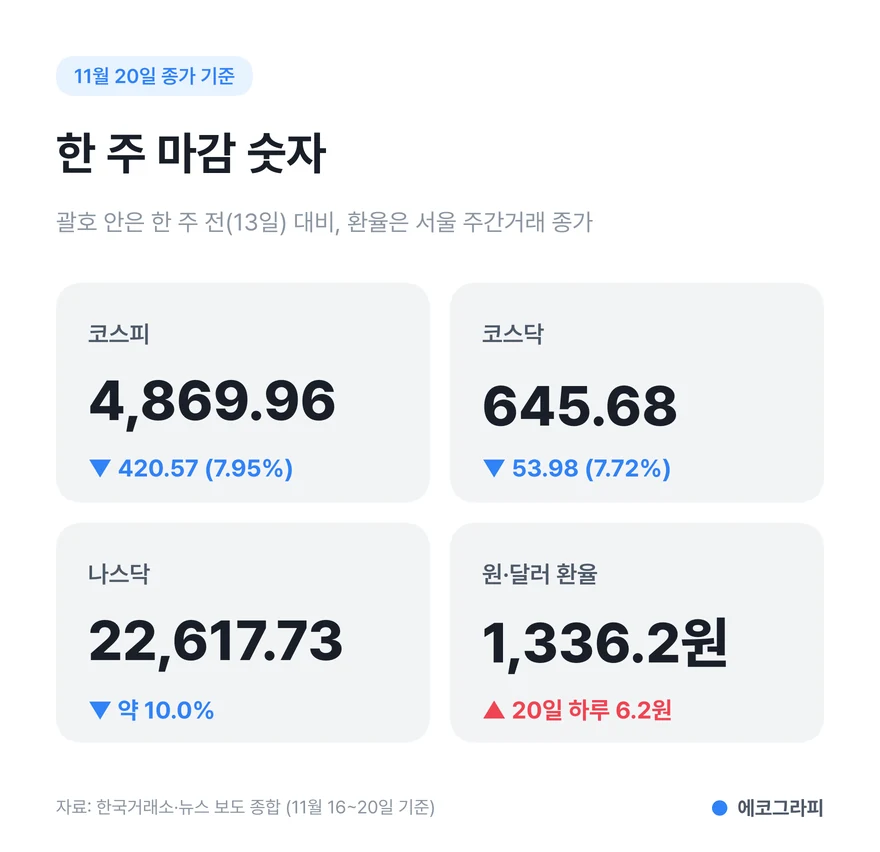 11월 20일 종가 기준
한 주 마감 숫자
괄호 안은 한 주 전(13일) 대비, 환율은 서울 주간거래 종가
코스피
4,869.96
▼ 420.57 (7.95%)
코스닥
645.68
▼ 53.98 (7.72%)
나스닥
22,617.73
▼ 약 10.0%
원·달러 환율
1,336.2원
▲ 20일 하루 6.2원
자료: 한국거래소·뉴스 보도 종합 (11월 16~20일 기준)
에코그라피